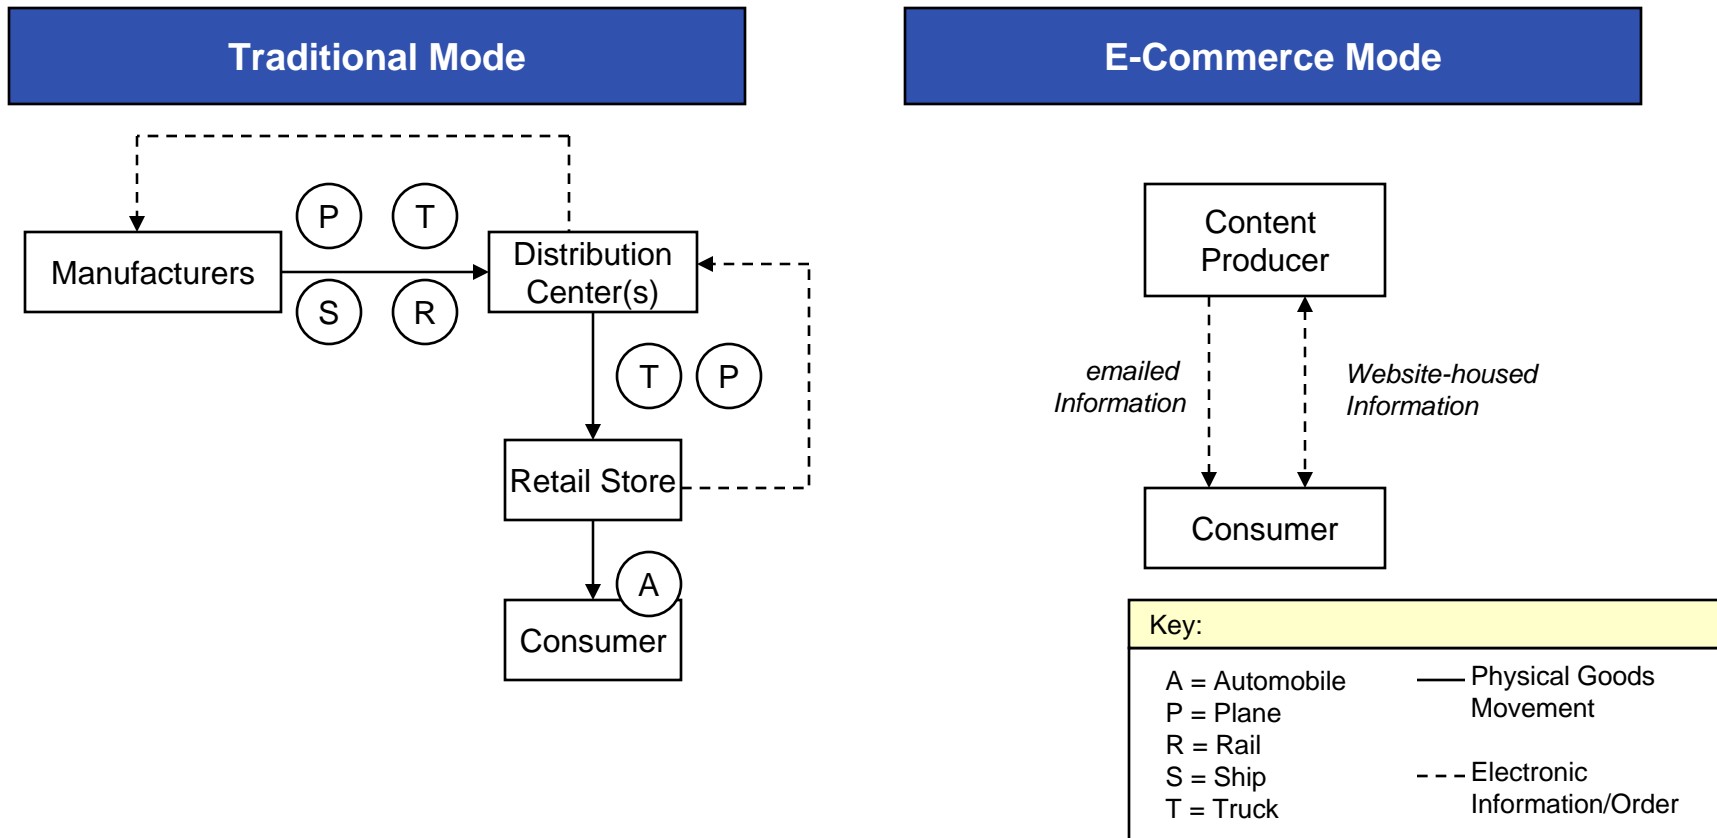 Traditional Mode
E-Commerce Mode
P
T
Manufacturers
S
R
Distribution
Center(s)
T
P
Retail Store
A
Consumer
Content
Producer
emailed
Information
Website-housed
Information
Consumer
Key:
A = Automobile
P = Plane
R = Rail
S = Ship
T = Truck
Physical Goods
Movement
Electronic
Information/Order